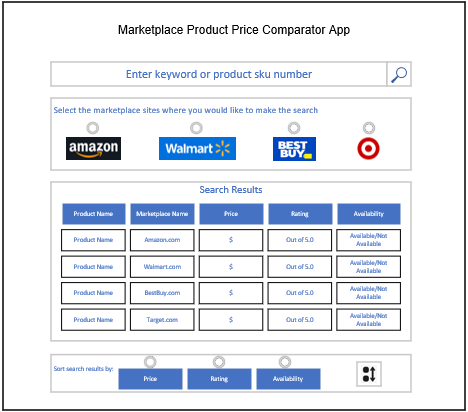 Marketplace Product Price Comparator App
Enter keyword or product sku number
Select the marketplace sites where you would like to make the search
amazon Walmart BEST BUY
Search Results
Product Name Marketplace Name Price Rating Availability
Product Name Amazon.com $ Out of 5.0 Available/Not Available
Product Name Walmart.com $ Out of 5.0 Available/Not Available
Product Name BestBuy.com $ Out of 5.0 Available/Not Available
Product Name Target.com $ Out of 5.0 Available/Not Available
Sort search results by: Price Rating Availability